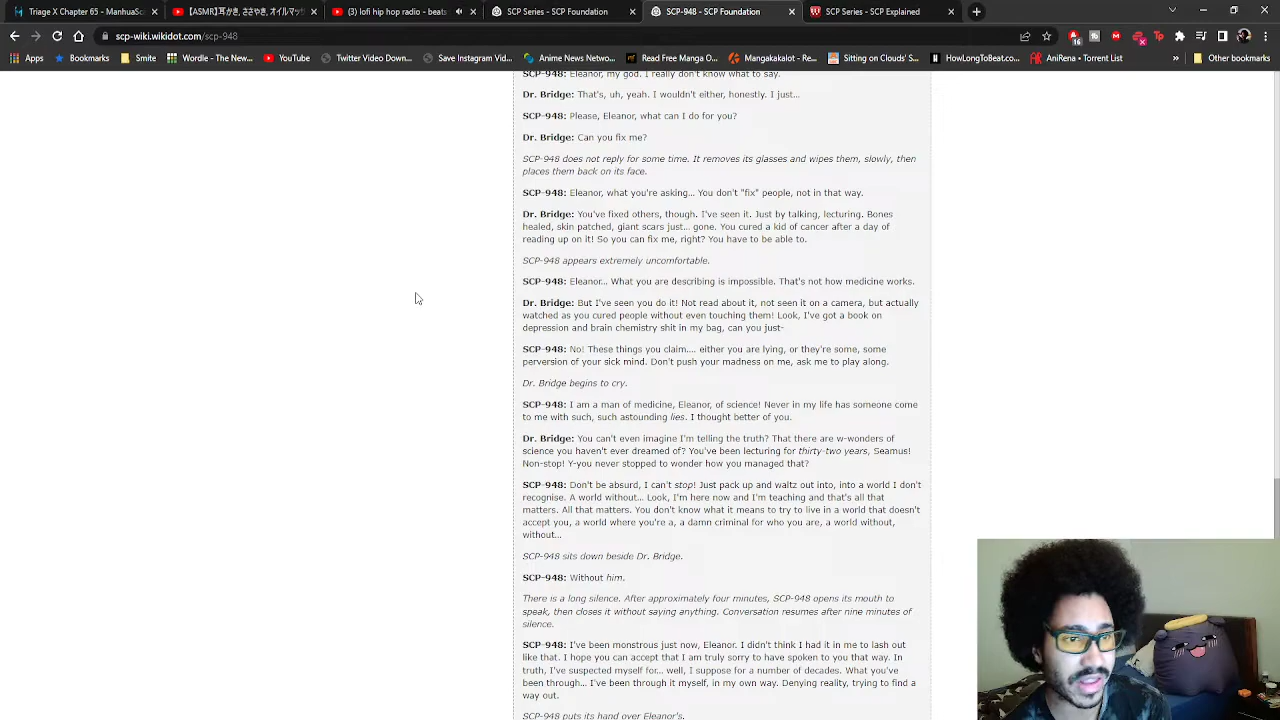 Triage X Chapter 65 - ManhuaSc
【ASMR】耳かき、ささやき、オイルマッ
(3) lofi hip hop radio - beats
SCP Series - SCP Foundation
SCP-948 - SCP Foundation
SCP Series - SCP Explained
scp-wiki.wikidot.com/scp-948
16
Apps
Bookmarks
Smite
Wordle - The New...
YouTube
Twitter Video Down...
Save Instagram Vid...
Anime News Networ...
Read Free Manga O...
Mangakakalot - Re...
Sitting on Clouds' S...
HowLongToBeat.co...
AniRena | Torrent List
»
Other bookmarks
SCP-948: Eleanor, my god. I really don't know what to say.
Dr. Bridge: That's, uh, yeah. I wouldn't either, honestly. I just...
SCP-948: Please, Eleanor, what can I do for you?
Dr. Bridge: Can you fix me?
SCP-948 does not reply for some time. It removes its glasses and wipes them, slowly, then
places them back on its face.
SCP-948: Eleanor, what you're asking... You don't "fix" people, not in that way.
Dr. Bridge: You've fixed others, though. I've seen it. Just by talking, lecturing. Bones
healed, skin patched, giant scars just... gone. You cured a kid of cancer after a day of
reading up on it! So you can fix me, right? You have to be able to.
SCP-948 appears extremely uncomfortable.
SCP-948: Eleanor... What you are describing is impossible. That's not how medicine works.
Dr. Bridge: But I've seen you do it! Not read about it, not seen it on a camera, but actually
watched as you cured people without even touching them! Look, I've got a book on
depression and brain chemistry shit in my bag, can you just-
SCP-948: No! These things you claim.... either you are lying, or they're some, some
perversion of your sick mind. Don't push your madness on me, ask me to play along.
Dr. Bridge begins to cry.
SCP-948: I am a man of medicine, Eleanor, of science! Never in my life has someone come
to me with such, such astounding lies. I thought better of you.
Dr. Bridge: You can't even imagine I'm telling the truth? That there are w-wonders of
science you haven't ever dreamed of? You've been lecturing for thirty-two years, Seamus!
Non-stop! Y-you never stopped to wonder how you managed that?
SCP-948: Don't be absurd, I can't stop! Just pack up and waltz out into, into a world I don't
recognise. A world without... Look, I'm here now and I'm teaching and that's all that
matters. All that matters. You don't know what it means to try to live in a world that doesn't
accept you, a world where you're a, a damn criminal for who you are, a world without,
without...
SCP-948 sits down beside Dr. Bridge.
SCP-948: Without him.
There is a long silence. After approximately four minutes, SCP-948 opens its mouth to
speak, then closes it without saying anything. Conversation resumes after nine minutes of
silence.
SCP-948: I've been monstrous just now, Eleanor. I didn't think I had it in me to lash out
like that. I hope you can accept that I am truly sorry to have spoken to you that way. In
truth, I've suspected myself for... well, I suppose for a number of decades. What you've
been through... I've been through it myself, in my own way. Denying reality, trying to find a
way out.
SCP-948 puts its hand over Eleanor's.